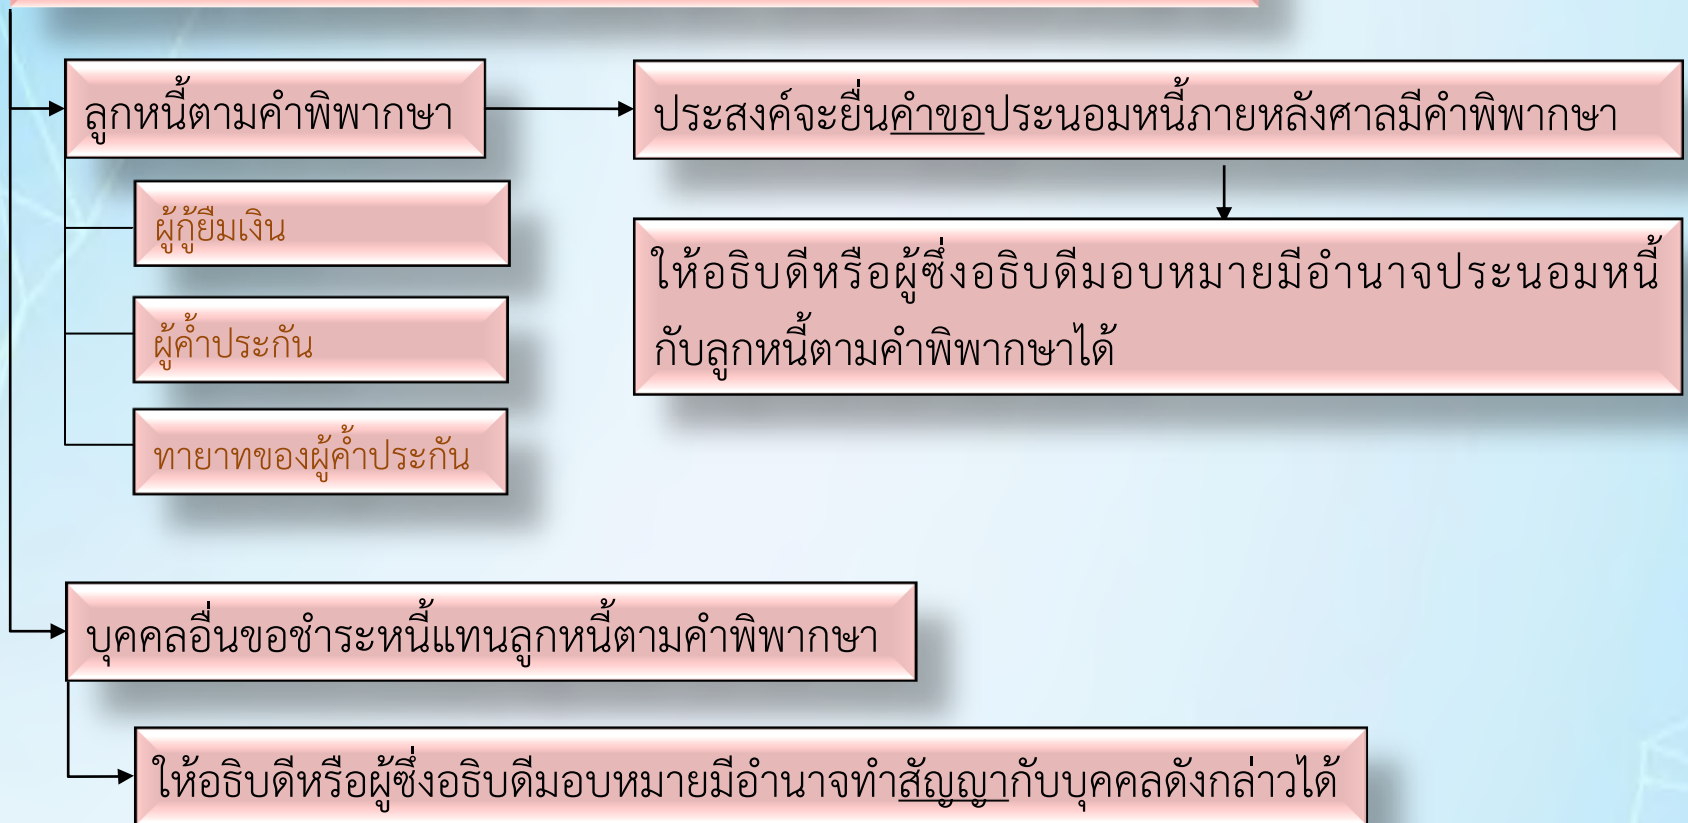 ลูกหนี้ตามคำพิพากษา
ประสงค์จะยื่นคำขอประนอมหนี้ภายหลังศาลมีคำพิพากษา
ผู้กู้ยืมเงิน
ผู้ค้ำประกัน
ทายาทของผู้ค้ำประกัน
ให้อธิบดีหรือผู้ซึ่งอธิบดีมอบหมายมีอำนาจประนอมหนี้
กับลูกหนี้ตามคำพิพากษาได้
บุคคลอื่นขอชำระหนี้แทนลูกหนี้ตามคำพิพากษา
ให้อธิบดีหรือผู้ซึ่งอธิบดีมอบหมายมีอำนาจทำสัญญากับบุคคลดังกล่าวได้